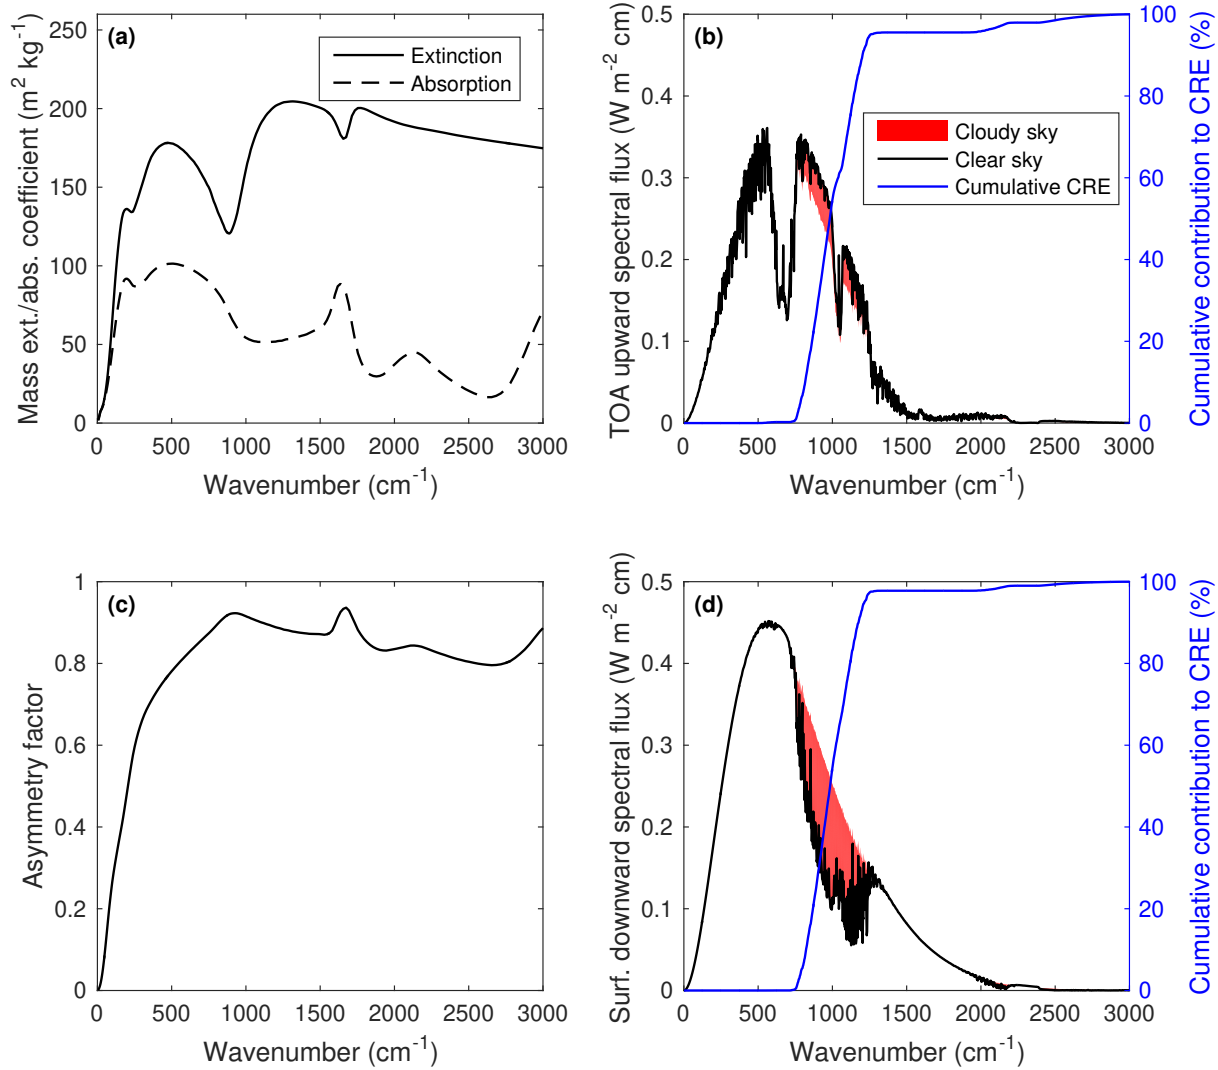 (a)
Extinction
Absorption
Mass ext./abs. coefficient (m2 kg-1)
250
200
150
100
50
0
0 500 1000 1500 2000 2500 3000
Wavenumber (cm-1)
(b)
Cloudy sky
Clear sky
Cumulative CRE
TOA upward spectral flux (W m-2 cm)
0.5
0.4
0.3
0.2
0.1
0
0 500 1000 1500 2000 2500 3000
Wavenumber (cm-1)
100
80
60
40
20
0
Cumulative contribution to CRE (%)
(c)
Asymmetry factor
1
0.8
0.6
0.4
0.2
0
0 500 1000 1500 2000 2500 3000
Wavenumber (cm-1)
(d)
Surf. downward spectral flux (W m-2 cm)
0.5
0.4
0.3
0.2
0.1
0
0 500 1000 1500 2000 2500 3000
Wavenumber (cm-1)
100
80
60
40
20
0
Cumulative contribution to CRE (%)